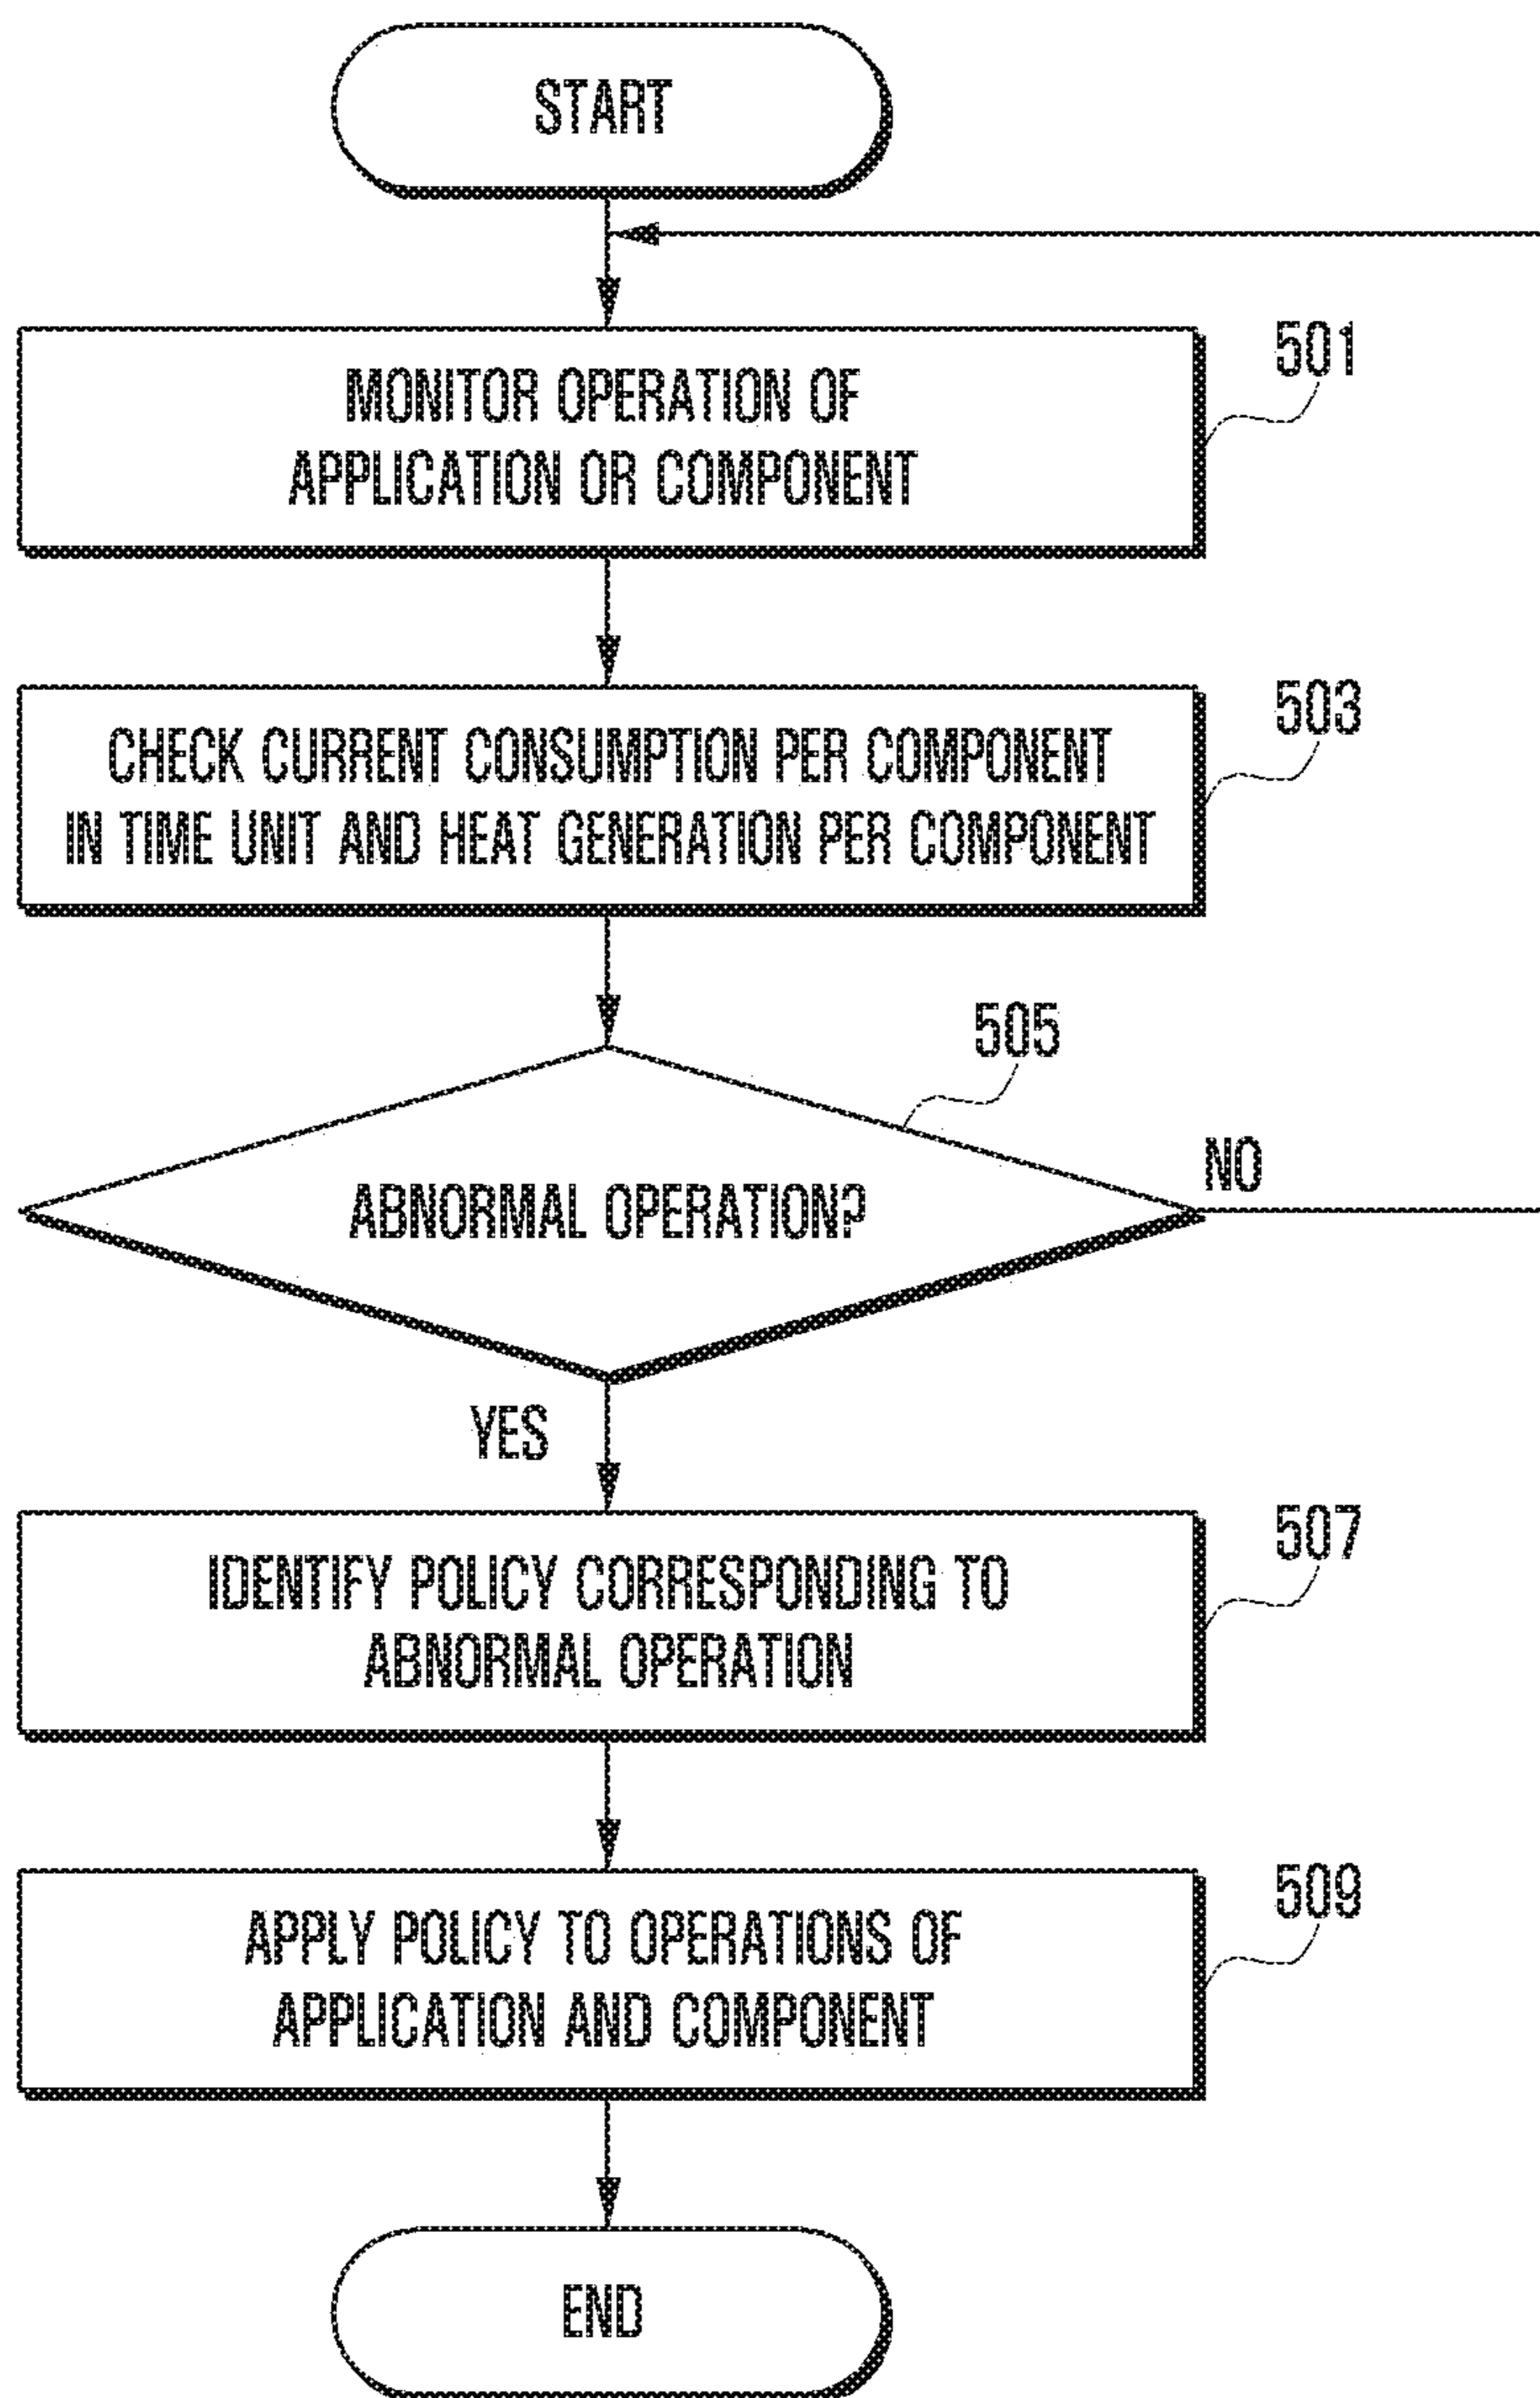 START
MONITOR OPERATION OF
APPLICATION OR COMPONENT
501
CHECK CURRENT CONSUMPTION PER COMPONENT
IN TIME UNIT AND HEAT GENERATION PER COMPONENT
503
505
ABNORMAL OPERATION?
NO
YES
IDENTIFY POLICY CORRESPONDING TO
ABNORMAL OPERATION
507
APPLY POLICY TO OPERATIONS OF
APPLICATION AND COMPONENT
509
END